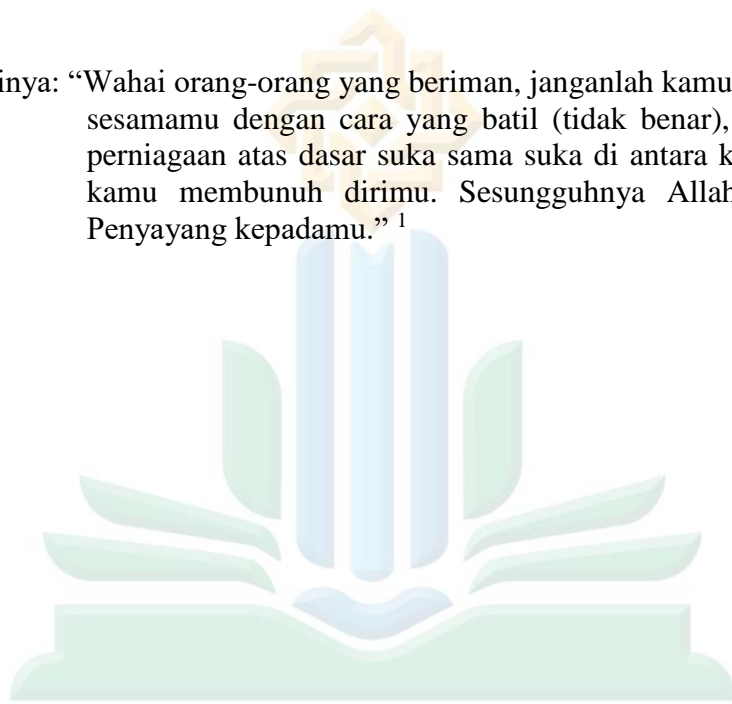 inya: “Wahai orang-orang yang beriman, janganlah kamu
sesamamu dengan cara yang batil (tidak benar),
perniagaan atas dasar suka sama suka di antara k
kamu membunuh dirimu. Sesungguhnya Allah
Penyayang kepadamu.” 1